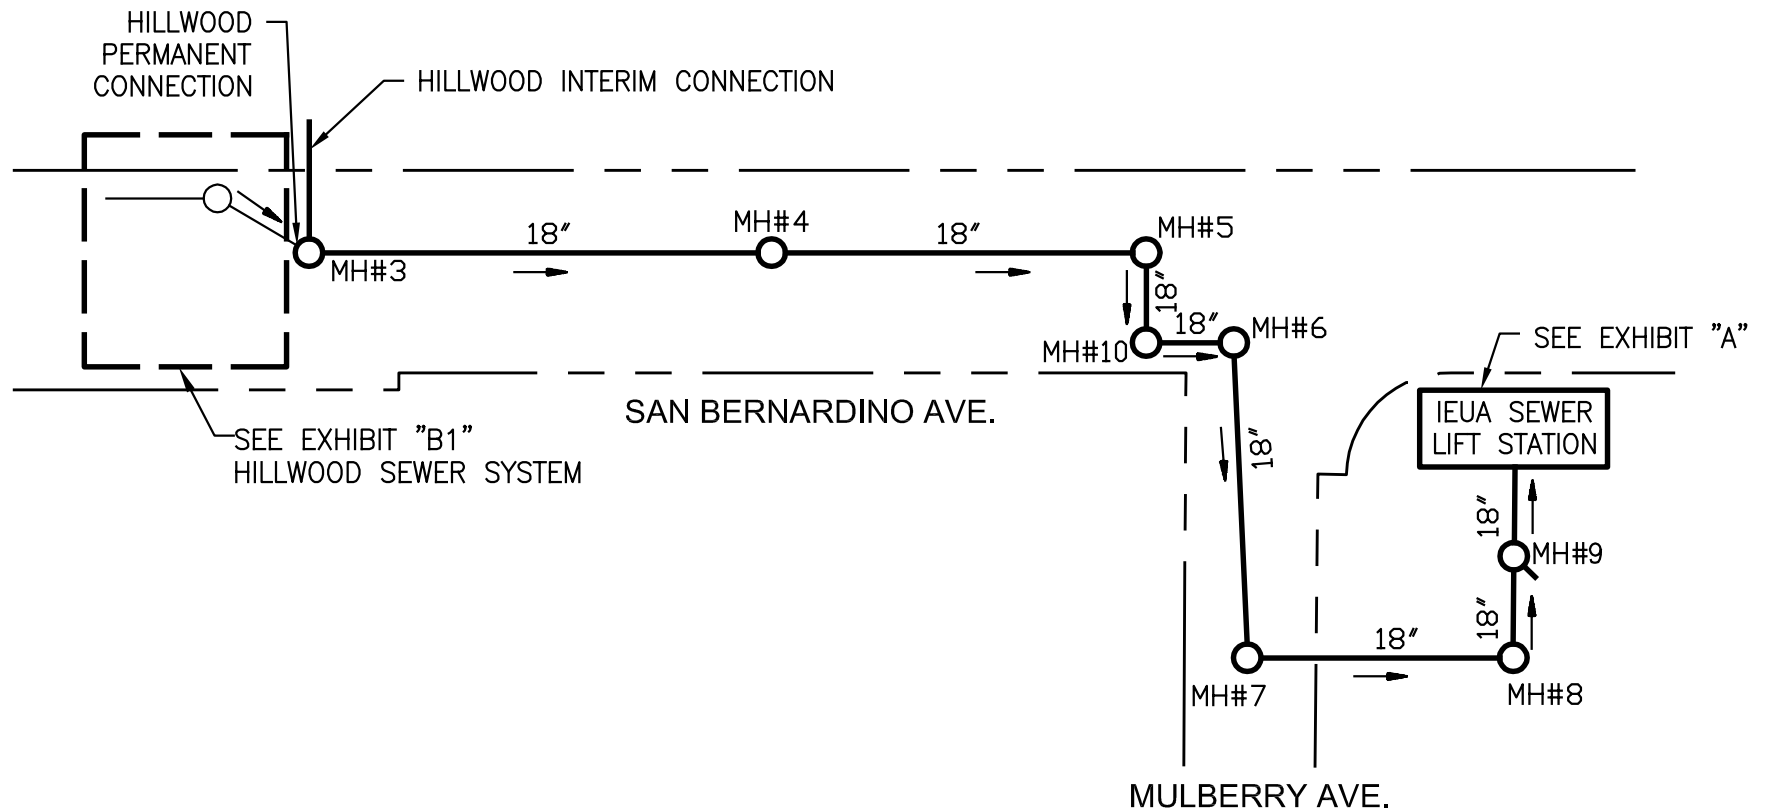 HILLWOOD
PERMANENT
CONNECTION
HILLWOOD INTERIM CONNECTION
18"
MH#4
18"
MH#5
MH#3
18"
18"
MH#6
MH#10
SEE EXHIBIT "A"
SAN BERNARDINO AVE.
IEUA SEWER
LIFT STATION
SEE EXHIBIT "B1"
HILLWOOD SEWER SYSTEM
18"
18"
MH#9
18"
18"
MH#7
MH#8
MULBERRY AVE.